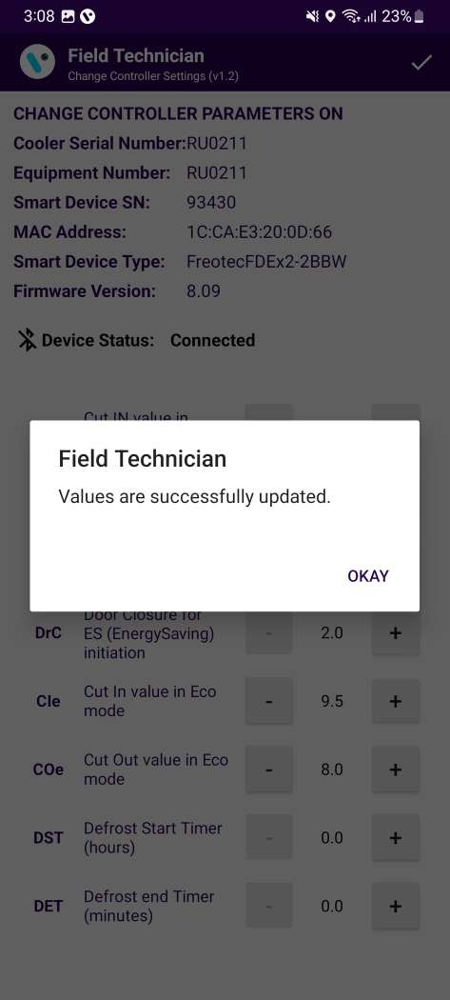 3:08
23%
Field Technician
Change Controller Settings (v1.2)
CHANGE CONTROLLER PARAMETERS ON
Cooler Serial Number:RU0211
Equipment Number: RU0211
Smart Device SN: 93430
MAC Address: 1C:CA:E3:20:0D:66
Smart Device Type: FreotecFDEx2-2BBW
Firmware Version: 8.09
Device Status: Connected
Cut IN value in
Field Technician
Values are successfully updated.
OKAY
Door Closure for
DrC ES (EnergySaving) - 2.0 +
initiation
Cut In value in Eco
CIe mode - 9.5 +
Cut Out value in Eco
COe mode - 8.0 +
Defrost Start Timer
DST (hours) - 0.0 +
Defrost end Timer
DET (minutes) - 0.0 +